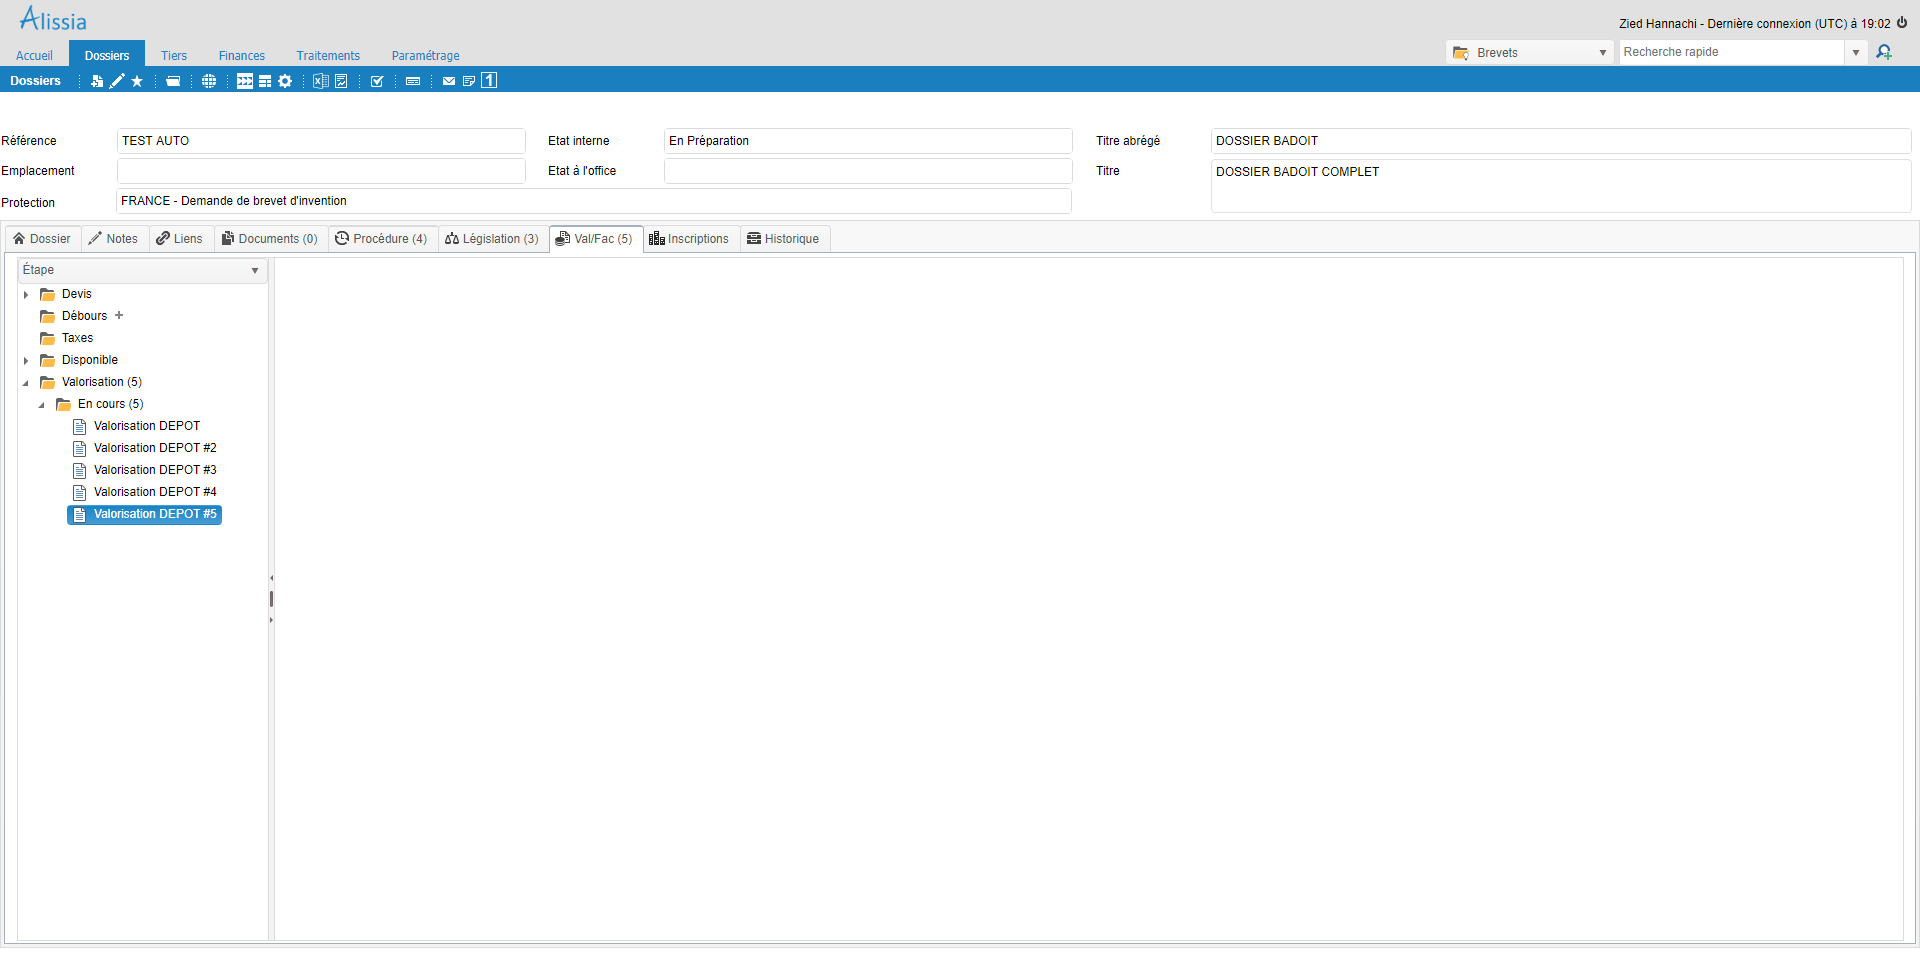 Alissia
Zied Hannachi - Dernière connexion (UTC) à 19:02
Accueil Dossiers Tiers Finances Traitements Paramétrage
Brevets
Recherche rapide
Dossiers
1
Référence TEST AUTO Etat interne En Préparation Titre abrégé DOSSIER BADOIT
Emplacement Etat à l'office Titre DOSSIER BADOIT COMPLET
Protection FRANCE - Demande de brevet d'invention
Dossier Notes Liens Documents (0) Procédure (4) Législation (3) Val/Fac (5) Inscriptions Historique
Étape
Devis
Débours +
Taxes
Disponible
Valorisation (5)
En cours (5)
Valorisation DEPOT
Valorisation DEPOT #2
Valorisation DEPOT #3
Valorisation DEPOT #4
Valorisation DEPOT #5